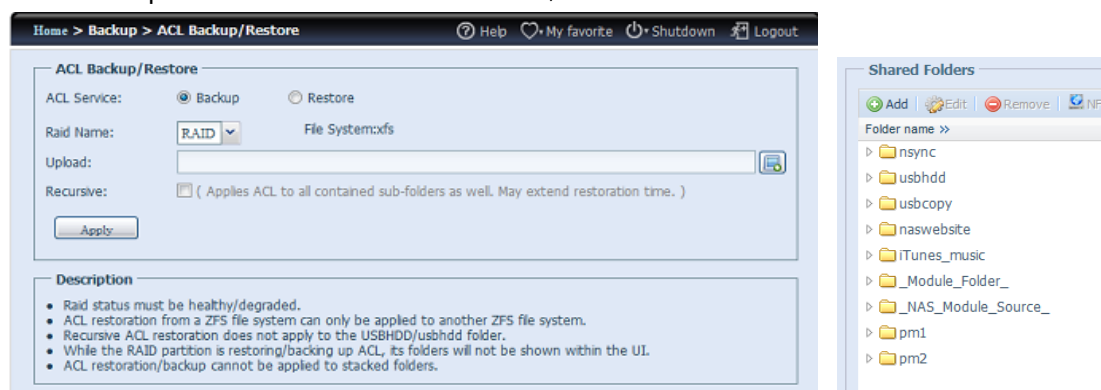 Home > Backup > ACL Backup/Restore Help My favorite Shutdown Logout
ACL Backup/Restore
ACL Service: Backup Restore
Raid Name: RAID File System:xfs
Upload:
Recursive: ( Applies ACL to all contained sub-folders as well. May extend restoration time. )
Apply
Description
• Raid status must be healthy/degraded.
• ACL restoration from a ZFS file system can only be applied to another ZFS file system.
• Recursive ACL restoration does not apply to the USBHDD/usbhdd folder.
• While the RAID partition is restoring/backing up ACL, its folders will not be shown within the UI.
• ACL restoration/backup cannot be applied to stacked folders.
Shared Folders
Add Edit Remove NF
Folder name »
nsync
usbhdd
usbcopy
naswebsite
iTunes_music
_Module_Folder_
_NAS_Module_Source_
pm1
pm2